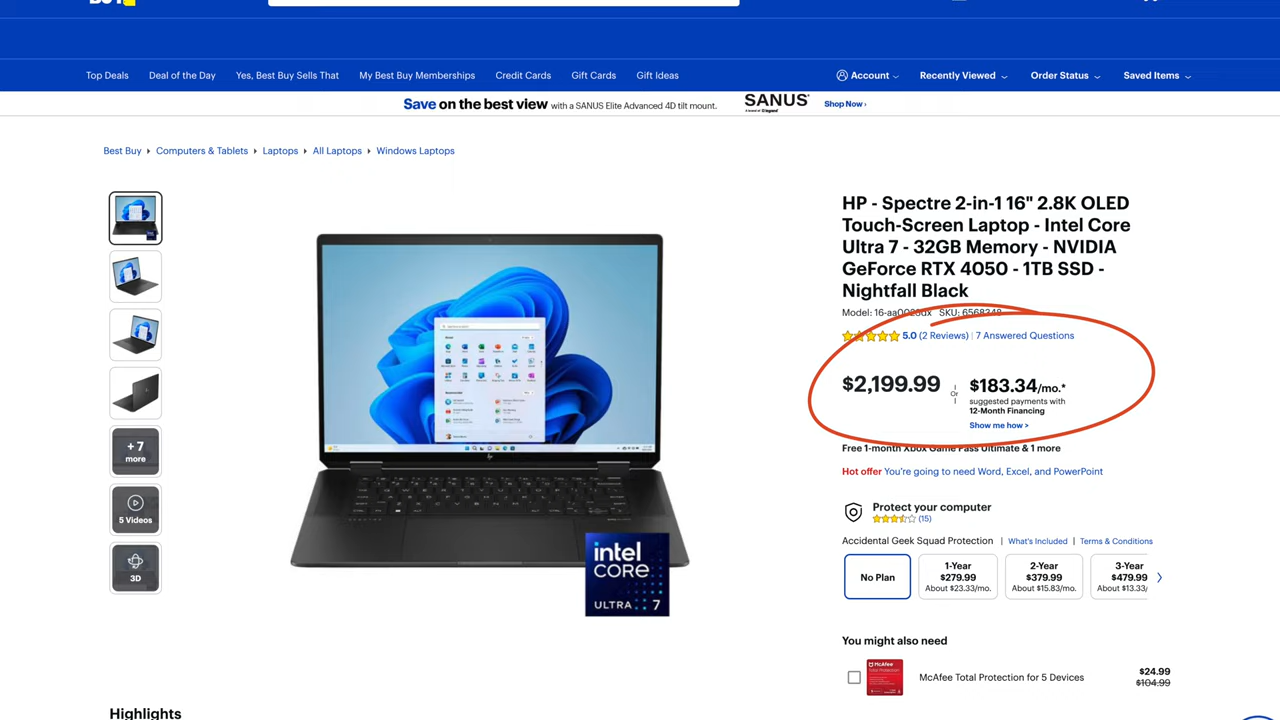 Top Deals
Deal of the Day
Yes, Best Buy Sells That
My Best Buy Memberships
Credit Cards
Gift Cards
Gift Ideas
Account
Recently Viewed
Order Status
Saved Items
Save on the best view with a SANUS Elite Advanced 4D tilt mount.
SANUS
Shop Now ›
Best Buy
Computers & Tablets
Laptops
All Laptops
Windows Laptops
+7
more
5 Videos
3D
intel
CORE
ULTRA 7
HP - Spectre 2-in-1 16" 2.8K OLED
Touch-Screen Laptop - Intel Core
Ultra 7 - 32GB Memory - NVIDIA
GeForce RTX 4050 - 1TB SSD -
Nightfall Black
Model: SKU:
5.0 (2 Reviews) | 7 Answered Questions
$2,199.99
Or
$183.34/mo.*
suggested payments with
12-Month Financing
Show me how >
Free 1-month Xbox Game Pass Ultimate & 1 more
Hot offer You're going to need Word, Excel, and PowerPoint
Protect your computer
(15)
Accidental Geek Squad Protection | What's Included | Terms & Conditions
No Plan
1-Year
$279.99
About $23.33/mo.
2-Year
$379.99
About $15.83/mo.
3-Year
$479.99
About $13.33/
You might also need
McAfee
McAfee Total Protection for 5 Devices
$24.99
$104.99
Highlights